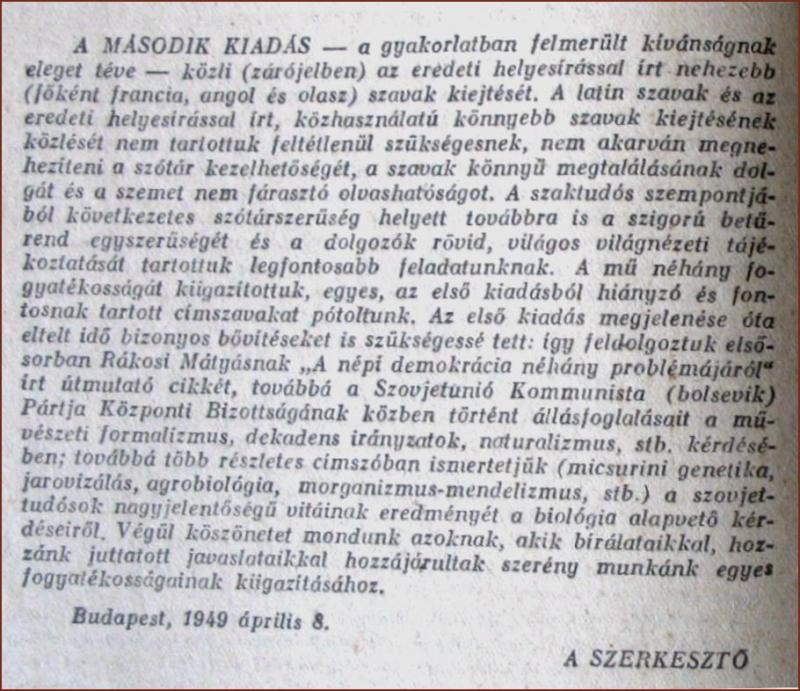 A MÁSODIK KIADÁS — a gyakorlatban felmerült kívánságnak
eleget téve — közli (zárójelben) az eredeti helyesírással írt nehezebb
(főként francia, angol és olasz) szavak kiejtését. A latin szavak és az
eredeti helyesírással írt, közhasználatú könnyebb szavak kiejtésének
közlését nem tartottuk feltétlenül szükségesnek, nem akarván megne-
hezíteni a szótár kezelhetőségét, a szavak könnyű megtalálásának dol-
gát és a szemet nem fárasztó olvashatóságot. A szaktudós szempontjá-
ból következetes szótárszerűség helyett továbbra is a szigorú betű-
rend egyszerűségét és a dolgozók rövid, világos világnézeti tájé-
koztatását tartottuk legfontosabb feladatunknak. A mű néhány fo-
gyatékosságát kiigazítottuk, egyes, az első kiadásból hiányzó és fon-
tosnak tartott címszavakat pótoltunk. Az első kiadás megjelenése óta
eltelt idő bizonyos bővítéseket is szükségessé tett: így feldolgoztuk első-
sorban Rákosi Mátyásnak „A népi demokrácia néhány problémájáról"
írt útmutató cikkét, továbbá a Szovjetunió Kommunista (bolsevik)
Pártja Központi Bizottságának közben történt állásfoglalásait a mű-
vészeti formalizmus, dekadens irányzatok, naturalizmus, stb. kérdésé-
ben; továbbá több részletes címszóban ismertetjük (micsurini genetika,
jarovizálás, agrobiológia, morganizmus-mendelizmus, stb.) a szovjet-
tudósok nagyjelentőségű vitáinak eredményét a biológia alapvető kér-
déseiről. Végül köszönetet mondunk azoknak, akik bírálataikkal, hoz-
zánk juttatott javaslataikkal hozzájárultak szerény munkánk egyes
fogyatékosságainak kiigazításához.
Budapest, 1949 április 8.
A SZERKESZTŐ